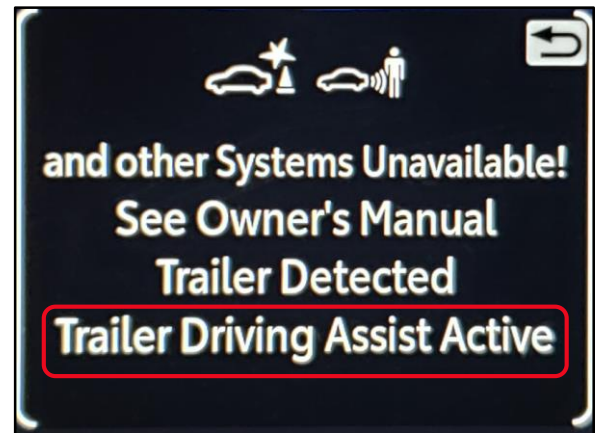 and other Systems Unavailable!
See Owner's Manual
Trailer Detected
Trailer Driving Assist Active